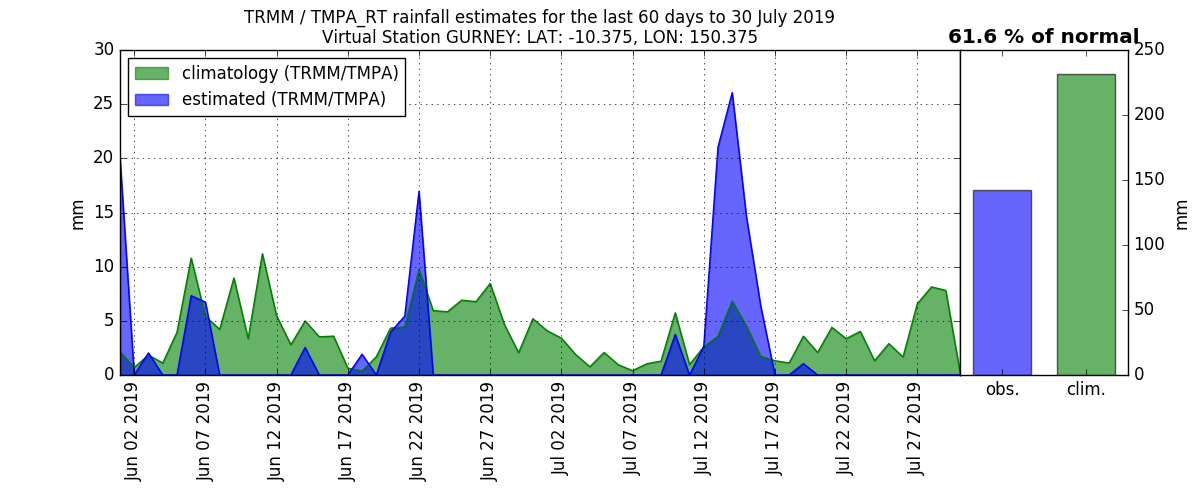 TRMM / TMPA_RT rainfall estimates for the last 60 days to 30 July 2019
Virtual Station GURNEY: LAT: -10.375, LON: 150.375
61.6 % of normal
climatology (TRMM/TMPA)
estimated (TRMM/TMPA)
mm
30
25
20
15
10
5
0
Jun 02 2019
Jun 07 2019
Jun 12 2019
Jun 17 2019
Jun 22 2019
Jun 27 2019
Jul 02 2019
Jul 07 2019
Jul 12 2019
Jul 17 2019
Jul 22 2019
Jul 27 2019
obs.
clim.
250
200
150
100
50
0
mm